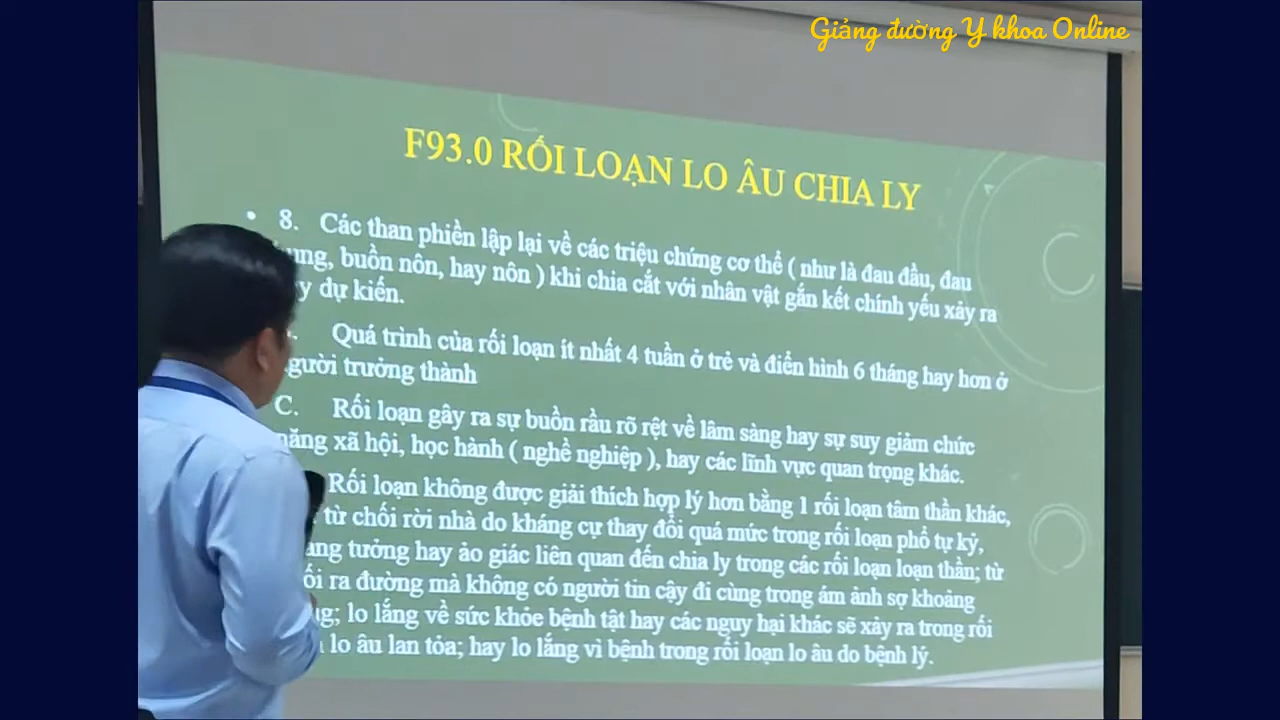 Giảng đường Y khoa Online
F93.0 RỐI LOẠN LO ÂU CHIA LY
• 8. Các than phiền lập lại về các triệu chứng cơ thể ( như là đau đầu, đau
buồn nôn, hay nôn ) khi chia cắt với nhân vật gắn kết chính yếu xảy ra
dự kiến.
Quá trình của rối loạn ít nhất 4 tuần ở trẻ và điển hình 6 tháng hay hơn ở
trưởng thành
C. Rối loạn gây ra sự buồn rầu rõ rệt về lâm sàng hay sự suy giảm chức
năng xã hội, học hành ( nghề nghiệp ), hay các lĩnh vực quan trọng khác.
Rối loạn không được giải thích hợp lý hơn bằng 1 rối loạn tâm thần khác,
từ chối rời nhà do kháng cự thay đổi quá mức trong rối loạn phổ tự kỷ,
tưởng hay ảo giác liên quan đến chia ly trong các rối loạn loạn thần; từ
ra đường mà không có người tin cậy đi cùng trong ám ảnh sợ khoảng
lo lắng về sức khỏe bệnh tật hay các nguy hại khác sẽ xảy ra trong rối
lo âu lan tỏa; hay lo lắng vì bệnh trong rối loạn lo âu do bệnh lý.